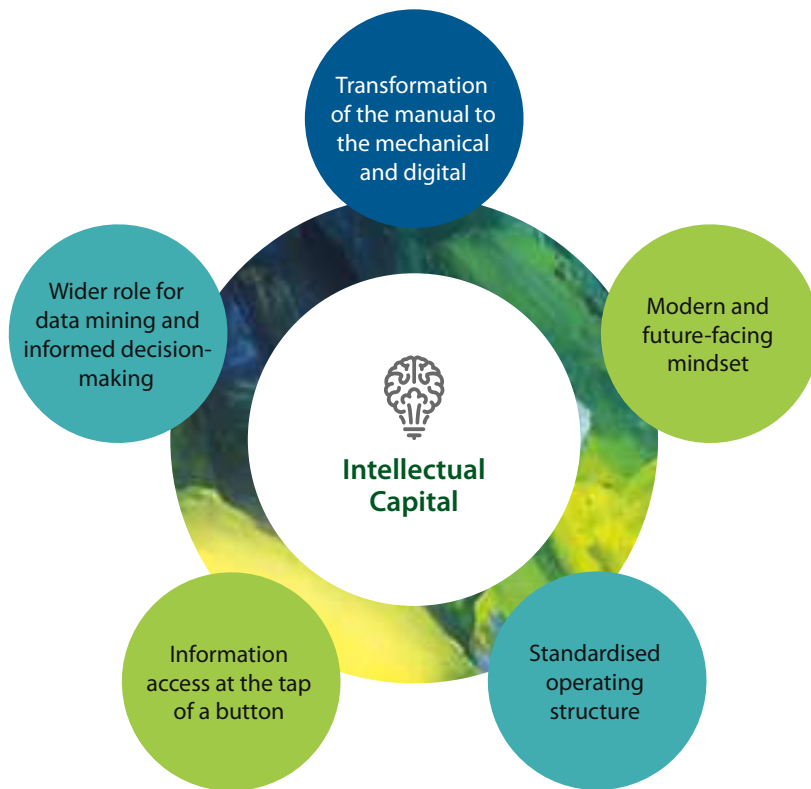 Transformation
of the manual to
the mechanical
and digital
Wider role for
data mining and
informed decision-
making
Modern and
future-facing
mindset
Intellectual
Capital
Information
access at the tap
of a button
Standardised
operating
structure